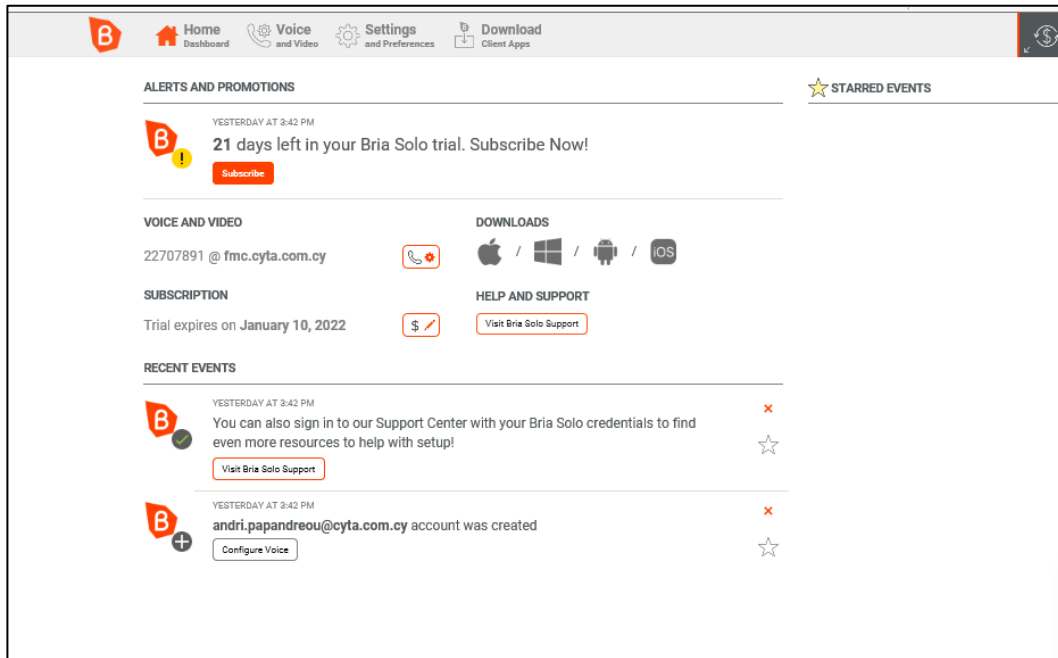 B
Home
Dashboard
Voice
and Video
Settings
and Preferences
Download
Client Apps
$
ALERTS AND PROMOTIONS
STARRED EVENTS
YESTERDAY AT 3:42 PM
B
!
21 days left in your Bria Solo trial. Subscribe Now!
Subscribe
VOICE AND VIDEO
DOWNLOADS
22707891 @ fmc.cyta.com.cy
/ / / iOS
SUBSCRIPTION
HELP AND SUPPORT
Trial expires on January 10, 2022
$
Visit Bria Solo Support
RECENT EVENTS
YESTERDAY AT 3:42 PM
B
You can also sign in to our Support Center with your Bria Solo credentials to find
even more resources to help with setup!
Visit Bria Solo Support
YESTERDAY AT 3:42 PM
B
andri.papandreou@cyta.com.cy account was created
Configure Voice